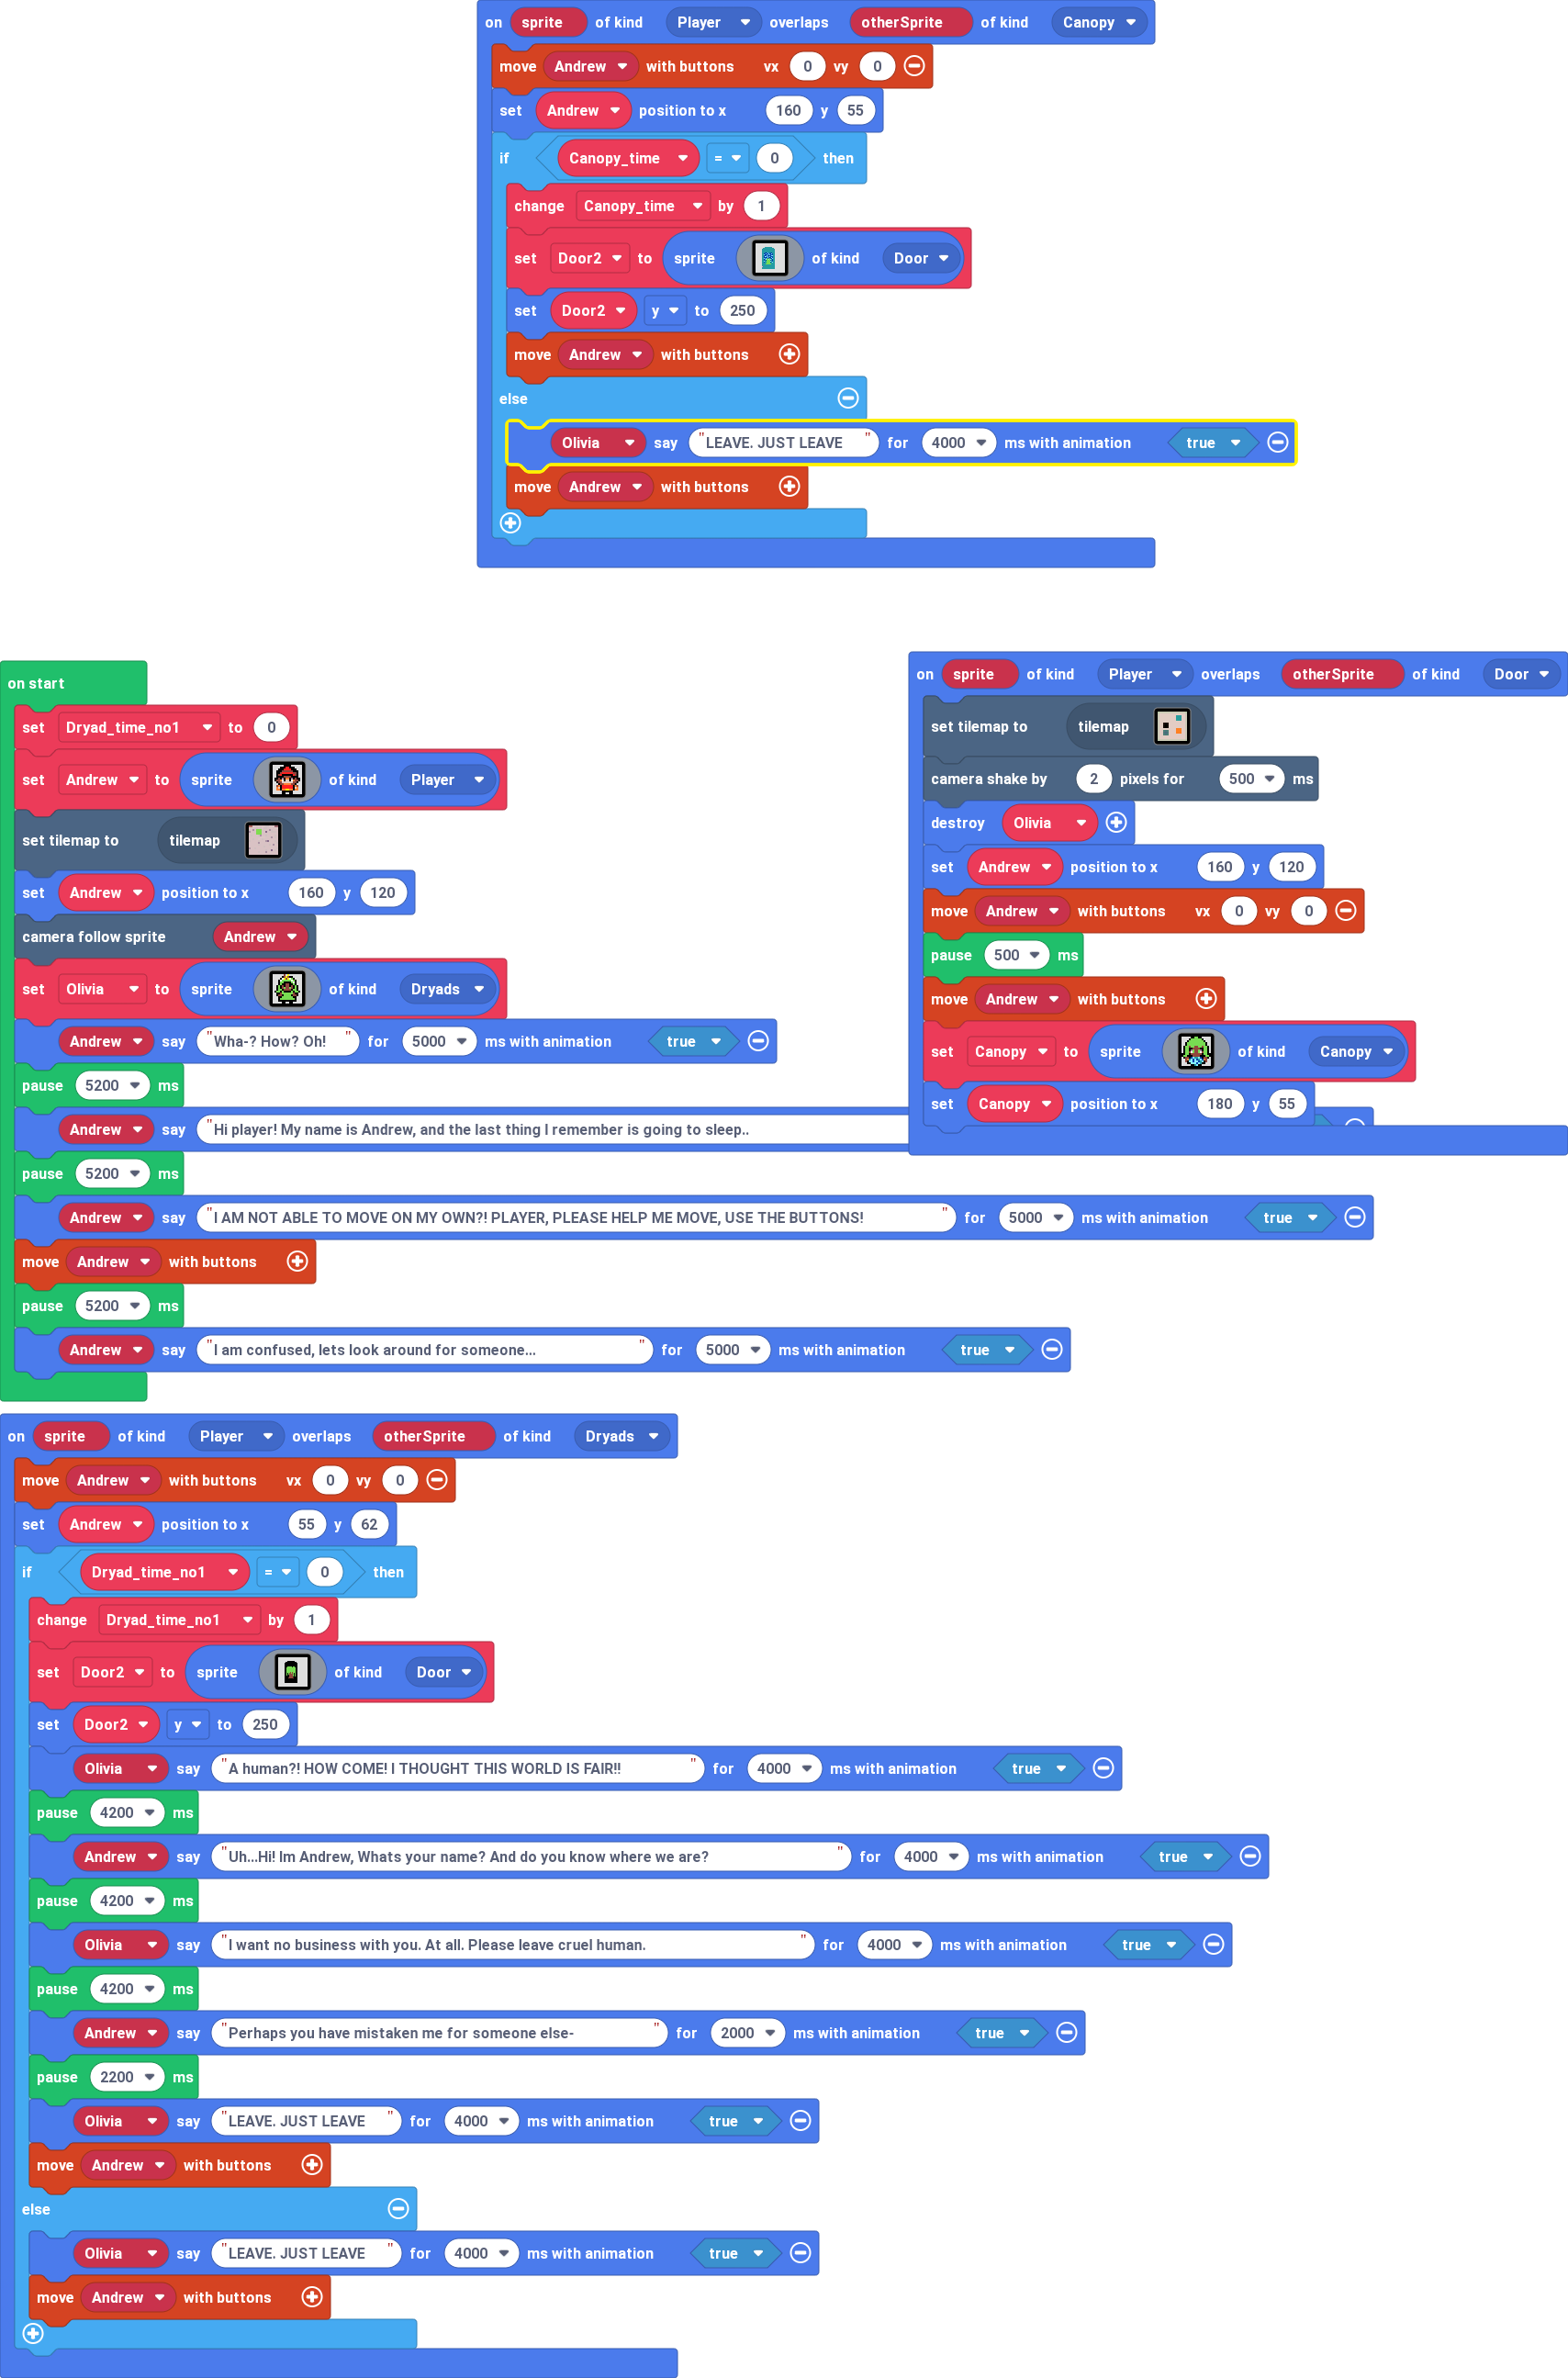 on sprite of kind Player overlaps otherSprite of kind Canopy
move Andrew with buttons vx 0 vy 0
set Andrew position to x 160 y 55
if Canopy_time = 0 then
change Canopy_time by 1
set Door2 to sprite of kind Door
set Door2 y to 250
move Andrew with buttons
else
Olivia say "LEAVE. JUST LEAVE" for 4000 ms with animation true
move Andrew with buttons
on start
set Dryad_time_no1 to 0
set Andrew to sprite of kind Player
set tilemap to tilemap
set Andrew position to x 160 y 120
camera follow sprite Andrew
set Olivia to sprite of kind Dryads
Andrew say "Wha-? How? Oh!" for 5000 ms with animation true
pause 5200 ms
Andrew say "Hi player! My name is Andrew, and the last thing I remember is going to sleep..
pause 5200 ms
Andrew say "I AM NOT ABLE TO MOVE ON MY OWN?! PLAYER, PLEASE HELP ME MOVE, USE THE BUTTONS!" for 5000 ms with animation true
move Andrew with buttons
pause 5200 ms
Andrew say "I am confused, lets look around for someone..." for 5000 ms with animation true
on sprite of kind Player overlaps otherSprite of kind Door
set tilemap to tilemap
camera shake by 2 pixels for 500 ms
destroy Olivia
set Andrew position to x 160 y 120
move Andrew with buttons vx 0 vy 0
pause 500 ms
move Andrew with buttons
set Canopy to sprite of kind Canopy
set Canopy position to x 180 y 55
on sprite of kind Player overlaps otherSprite of kind Dryads
move Andrew with buttons vx 0 vy 0
set Andrew position to x 55 y 62
if Dryad_time_no1 = 0 then
change Dryad_time_no1 by 1
set Door2 to sprite of kind Door
set Door2 y to 250
Olivia say "A human?! HOW COME! I THOUGHT THIS WORLD IS FAIR!!" for 4000 ms with animation true
pause 4200 ms
Andrew say "Uh...Hi! Im Andrew, Whats your name? And do you know where we are?" for 4000 ms with animation true
pause 4200 ms
Olivia say "I want no business with you. At all. Please leave cruel human." for 4000 ms with animation true
pause 4200 ms
Andrew say "Perhaps you have mistaken me for someone else-" for 2000 ms with animation true
pause 2200 ms
Olivia say "LEAVE. JUST LEAVE" for 4000 ms with animation true
move Andrew with buttons
else
Olivia say "LEAVE. JUST LEAVE" for 4000 ms with animation true
move Andrew with buttons